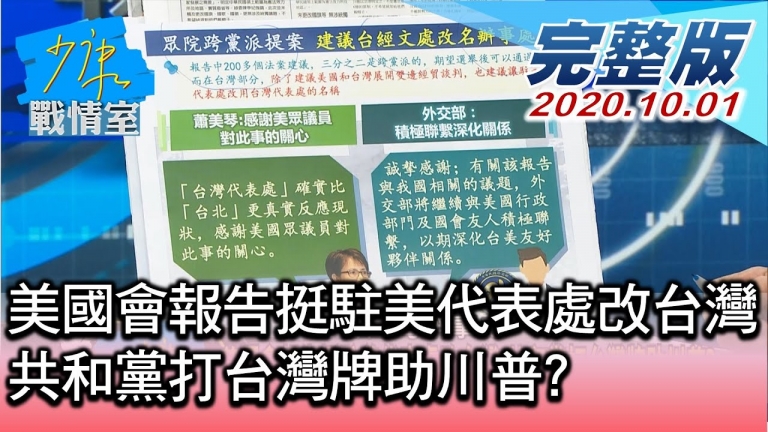 眾院跨黨派提案 建議台經文處改名辦事處
報告中200多個法案建議，三分之二是跨黨派的，期望選舉後可以通過
而在台灣部分，除了建議美國和台灣展開雙邊經貿談判，也建議讓駐
代表處改用台灣代表處的名稱
少康
戰情室
完整版
2020.10.01
蕭美琴:感謝美眾議員
對此事的關心
「台灣代表處」確實比
「台北」更真實反應現
狀，感謝美國眾議員對
此事的關心。
外交部：
積極聯繫深化關係
誠摯感謝；有關該報告
與我國相關的議題，外
交部將繼續與美國行政
部門及國會友人積極聯
繫，以期深化台美友好
夥伴關係。
美國會報告挺駐美代表處改台灣
共和黨打台灣牌助川普?